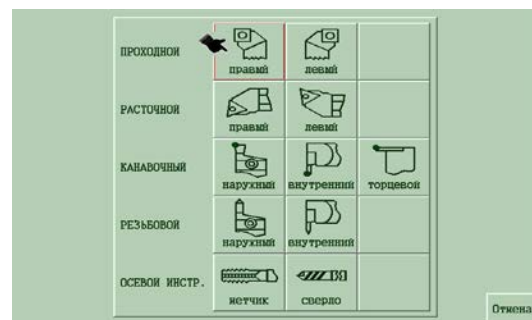 ПРОХОДНОЙ
правый левый
РАСТОЧНОЙ
правый левый
КАНАВОЧНЫЙ
наружный внутренний торцевой
РЕЗЬБОВОЙ
наружный внутренний
ОСЕВОЙ ИНСТР.
метчик сверло
Отмена